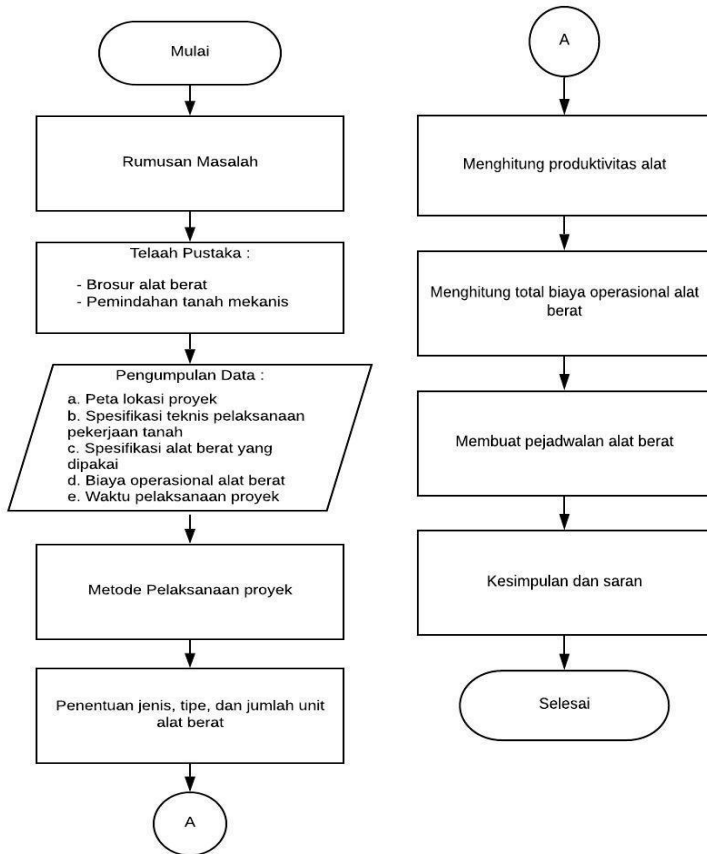 Mulai
Rumusan Masalah
Telaah Pustaka :
- Brosur alat berat
- Pemindahan tanah mekanis
Pengumpulan Data :
a. Peta lokasi proyek
b. Spesifikasi teknis pelaksanaan
pekerjaan tanah
c. Spesifikasi alat berat yang
dipakai
d. Biaya operasional alat berat
e. Waktu pelaksanaan proyek
Metode Pelaksanaan proyek
Penentuan jenis, tipe, dan jumlah unit
alat berat
A
A
Menghitung produktivitas alat
Menghitung total biaya operasional alat
berat
Membuat pejadwalan alat berat
Kesimpulan dan saran
Selesai